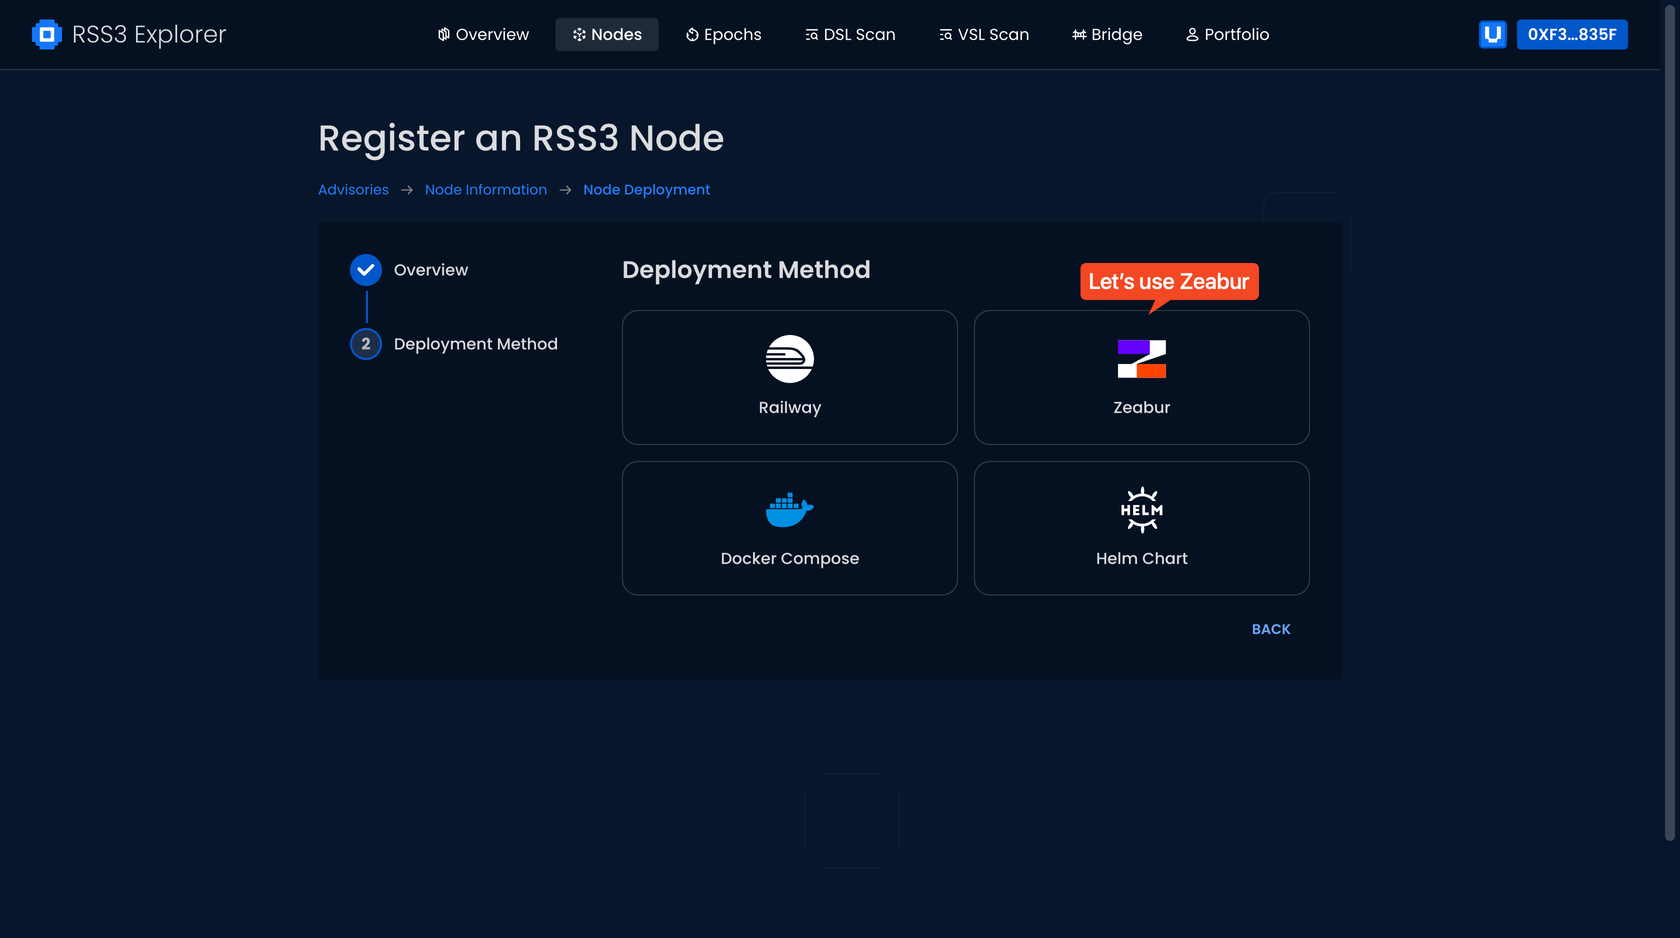 RSS3 Explorer
Overview
Nodes
Epochs
DSL Scan
VSL Scan
Bridge
Portfolio
0XF3...835F
Register an RSS3 Node
Advisories → Node Information → Node Deployment
Overview
2 Deployment Method
Deployment Method
Let's use Zeabur
Railway
Zeabur
Docker Compose
HELM
Helm Chart
BACK